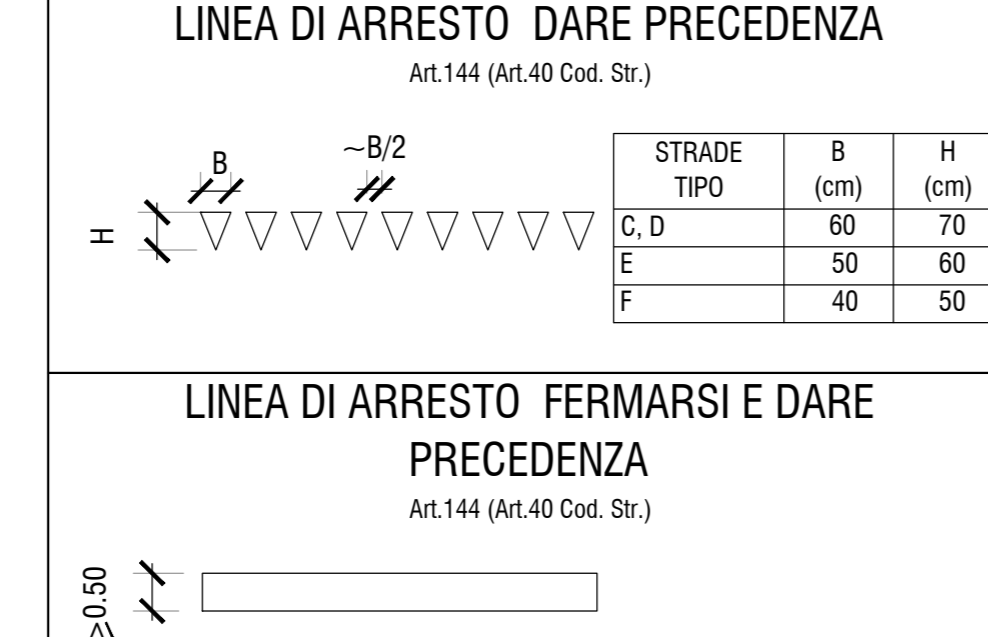 LINEA DI ARRESTO DARE PRECEDENZA
Art.144 (Art.40 Cod. Str.)
B
~B/2
H
STRADE TIPO B (cm) H (cm)
C, D 60 70
E 50 60
F 40 50
LINEA DI ARRESTO FERMARSI E DARE
PRECEDENZA
Art.144 (Art.40 Cod. Str.)
≥0.50